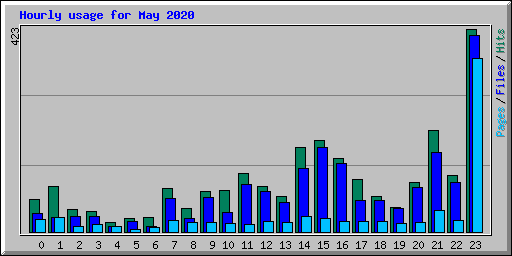 Hourly usage for May 2020
423
Pages/Files/Hits
0 1 2 3 4 5 6 7 8 9 10 11 12 13 14 15 16 17 18 19 20 21 22 23